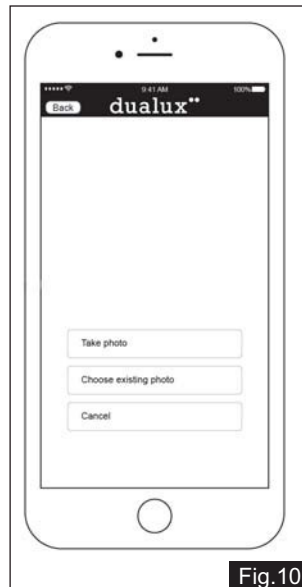 9:41 AM 100%
Back dualux
Take photo
Choose existing photo
Cancel
Fig.10